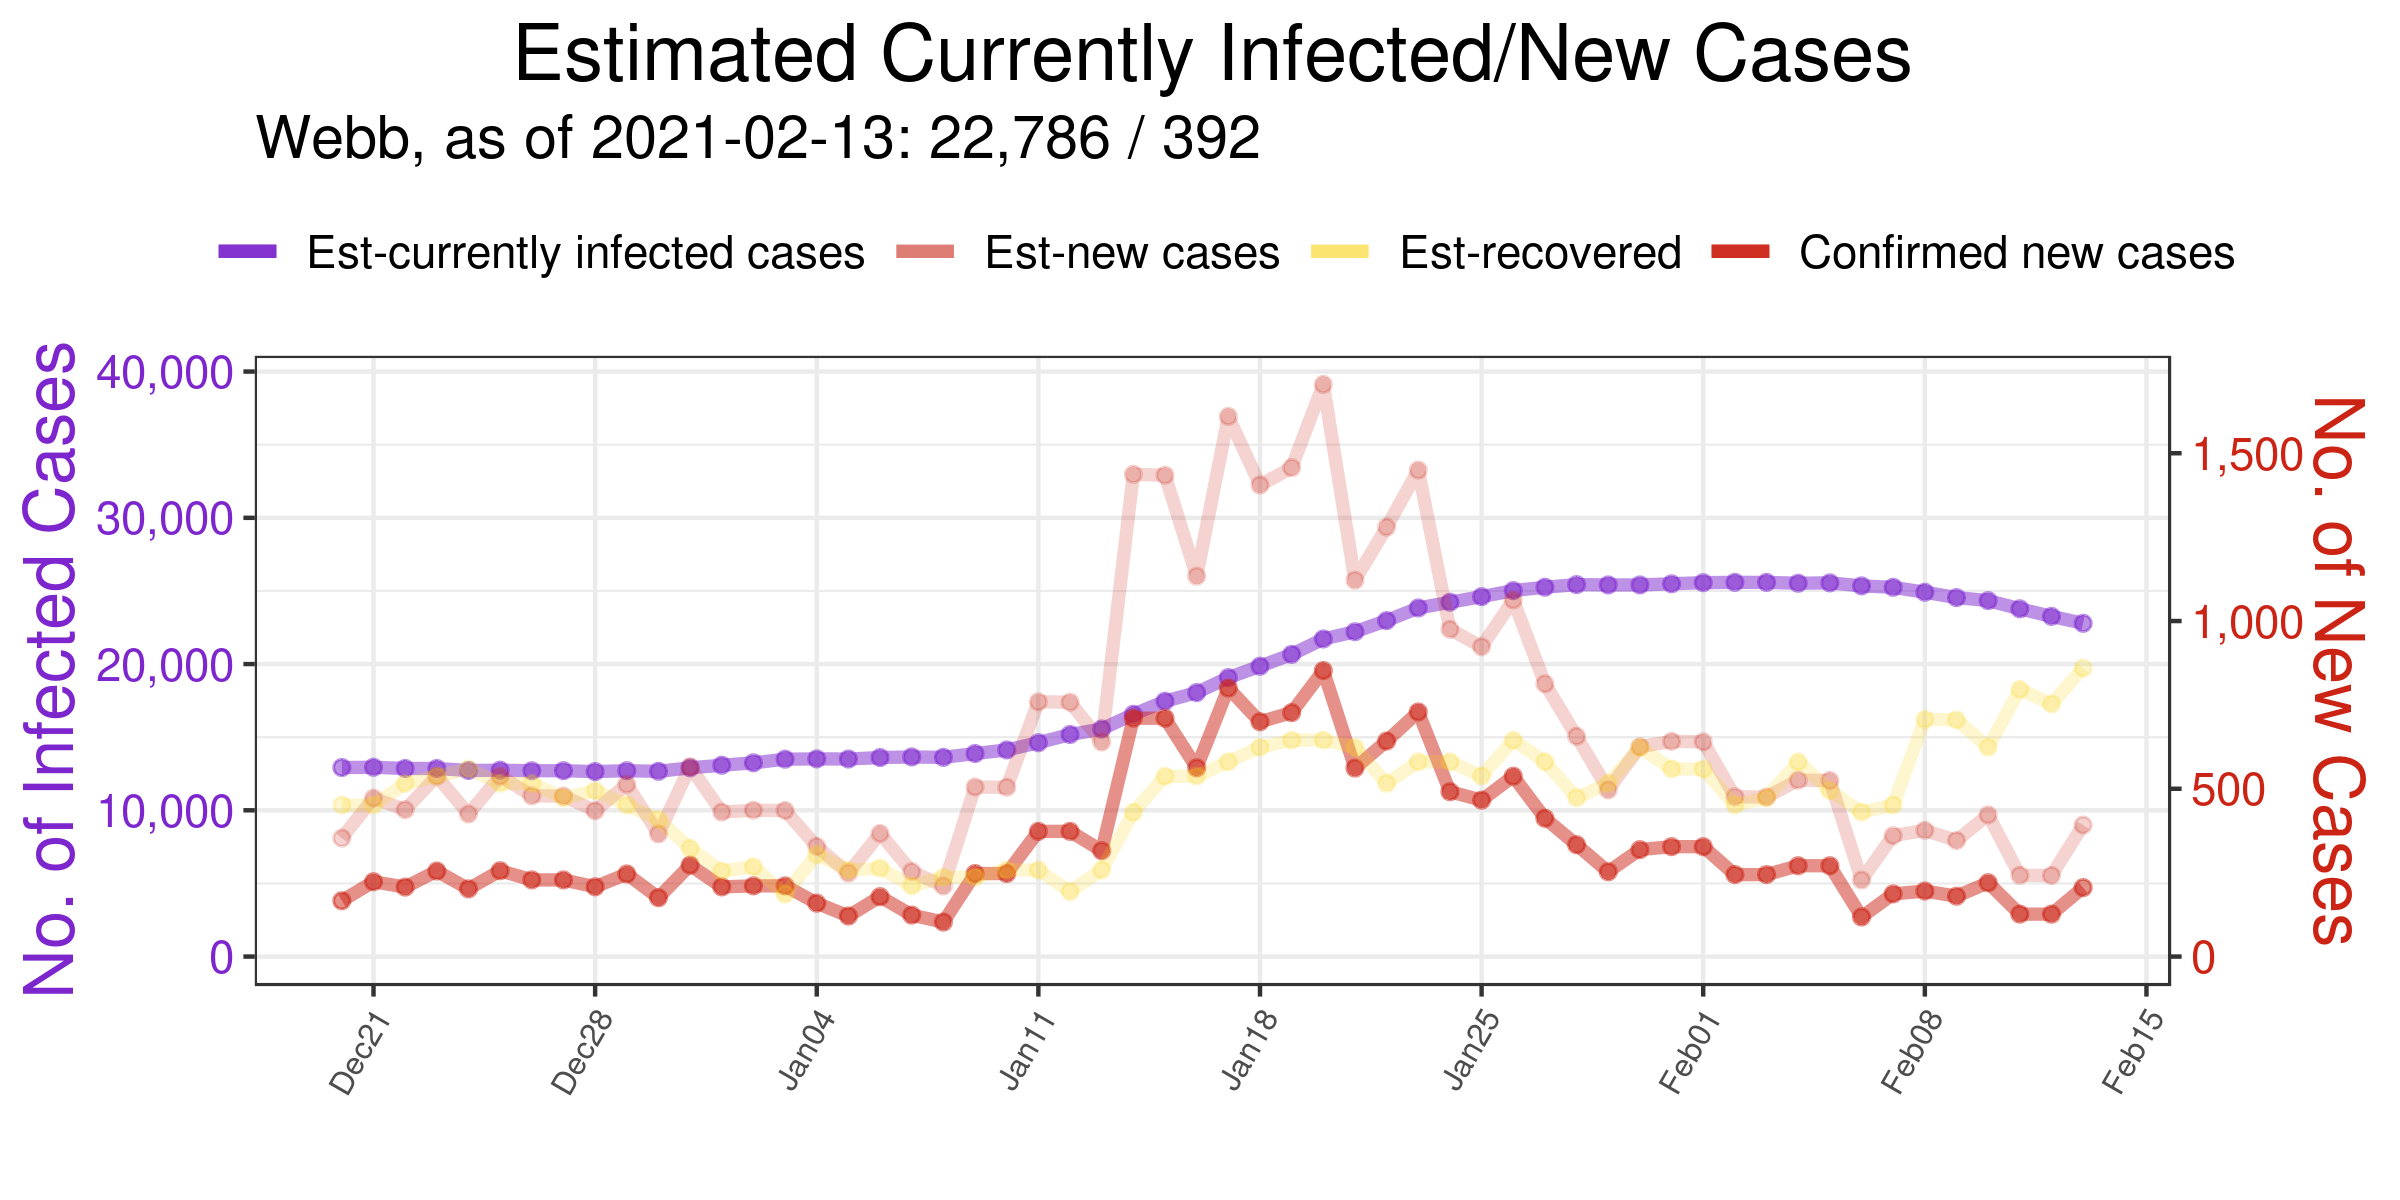 Estimated Currently Infected/New Cases
Webb, as of 2021-02-13: 22,786 / 392
Est-currently infected cases Est-new cases Est-recovered Confirmed new cases
No. of Infected Cases
40,000
30,000
20,000
10,000
0
1,500
1,000
500
0
No. of New Cases
Dec21 Dec28 Jan04 Jan11 Jan18 Jan25 Feb01 Feb08 Feb15